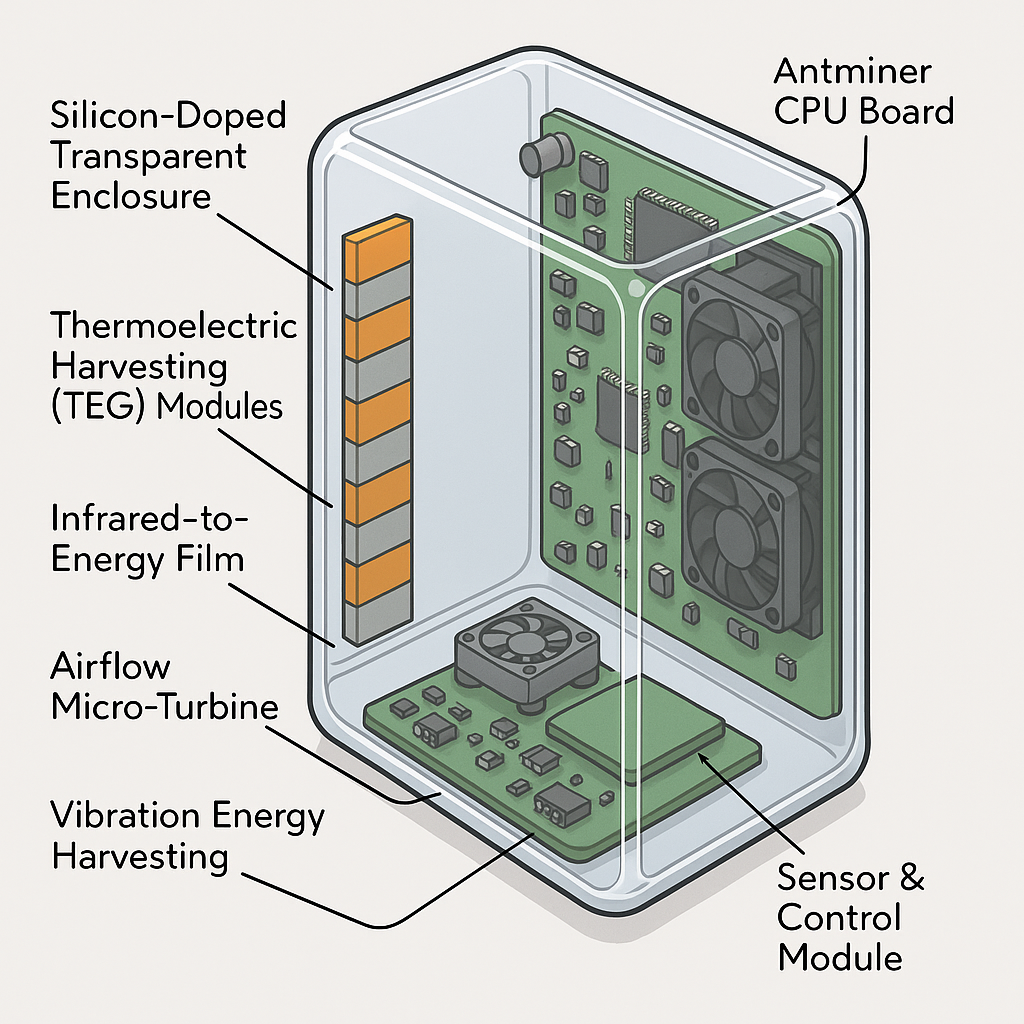 Silicon-Doped
Transparent
Enclosure
Thermoelectric
Harvesting
(TEG) Modules
Infrared-to-
Energy Film
Airflow
Micro-Turbine
Vibration Energy
Harvesting
Antminer
CPU Board
Sensor &
Control
Module